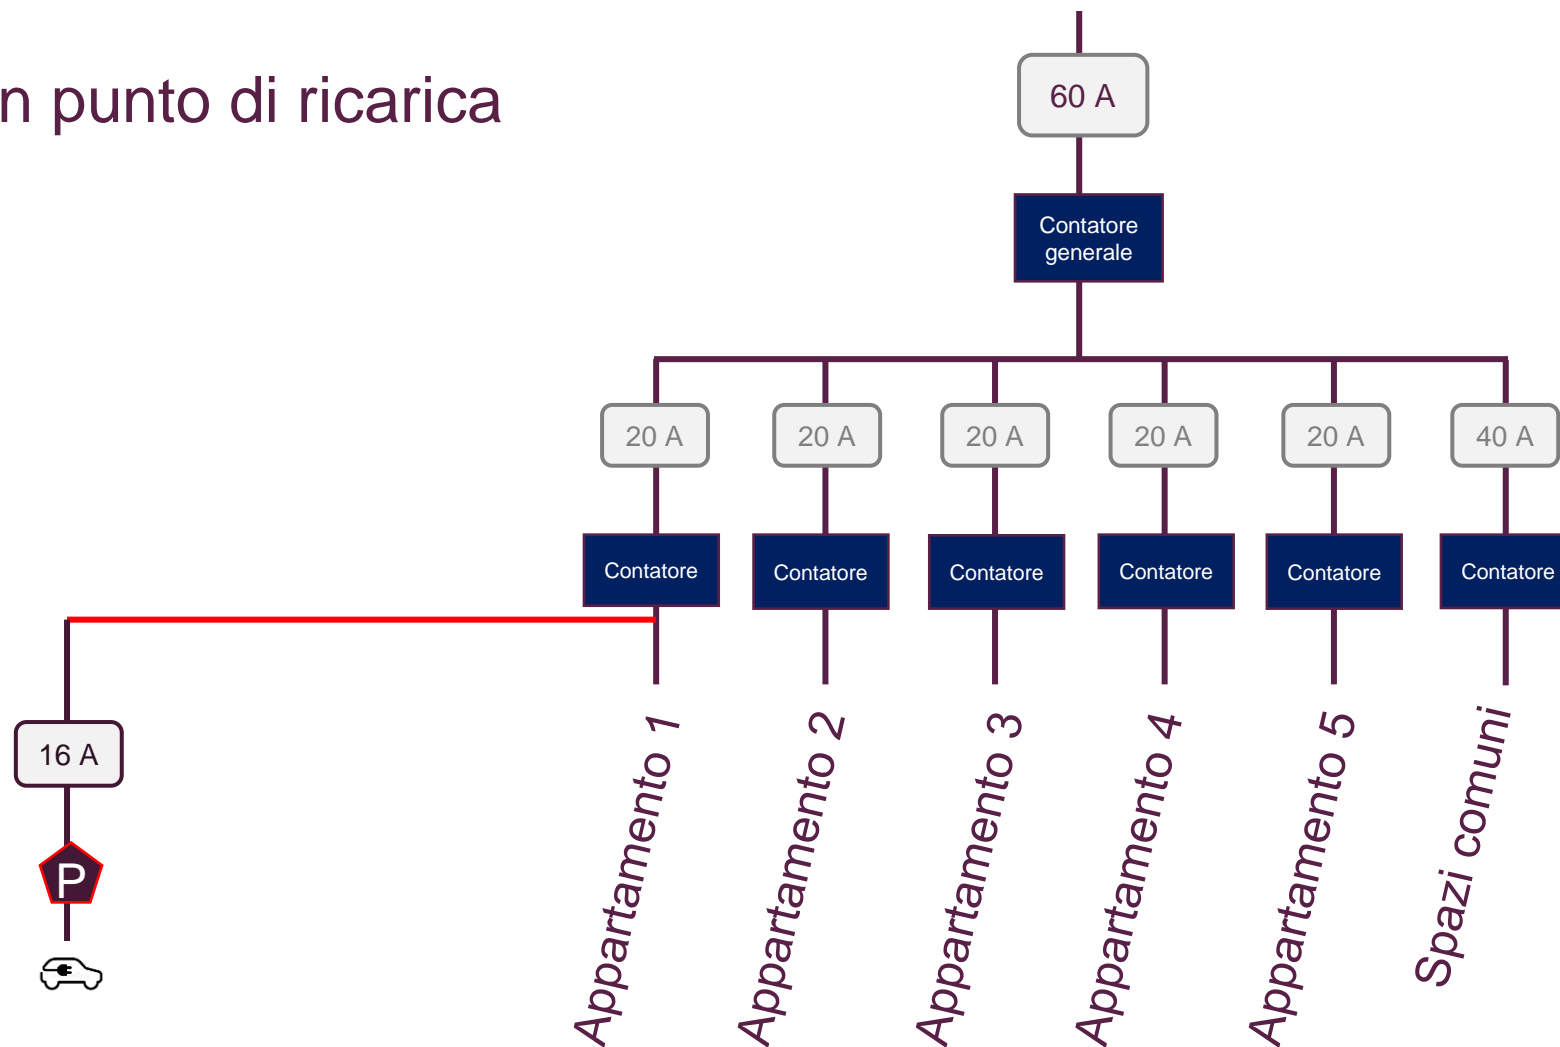 n punto di ricarica
60 A
Contatore
generale
20 A
20 A
20 A
20 A
20 A
40 A
Contatore
Contatore
Contatore
Contatore
Contatore
Contatore
16 A
P
Appartamento 1
Appartamento 2
Appartamento 3
Appartamento 4
Appartamento 5
Spazi comuni